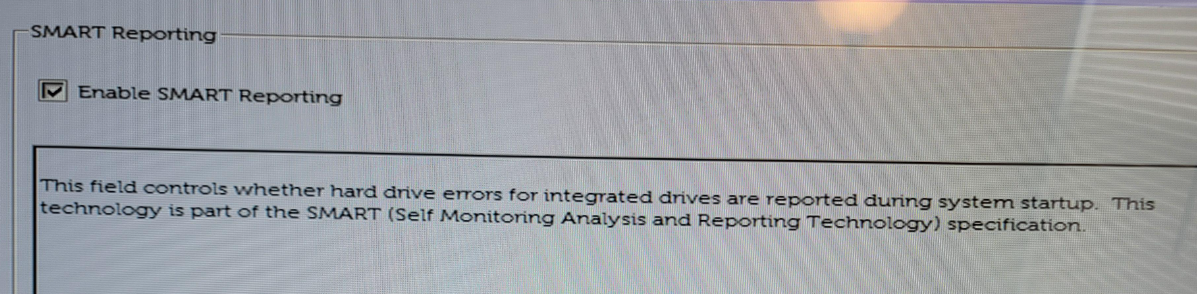 SMART Reporting
Enable SMART Reporting
This field controls whether hard drive errors for integrated drives are reported during system startup.  This
technology is part of the SMART (Self Monitoring Analysis and Reporting Technology) specification.